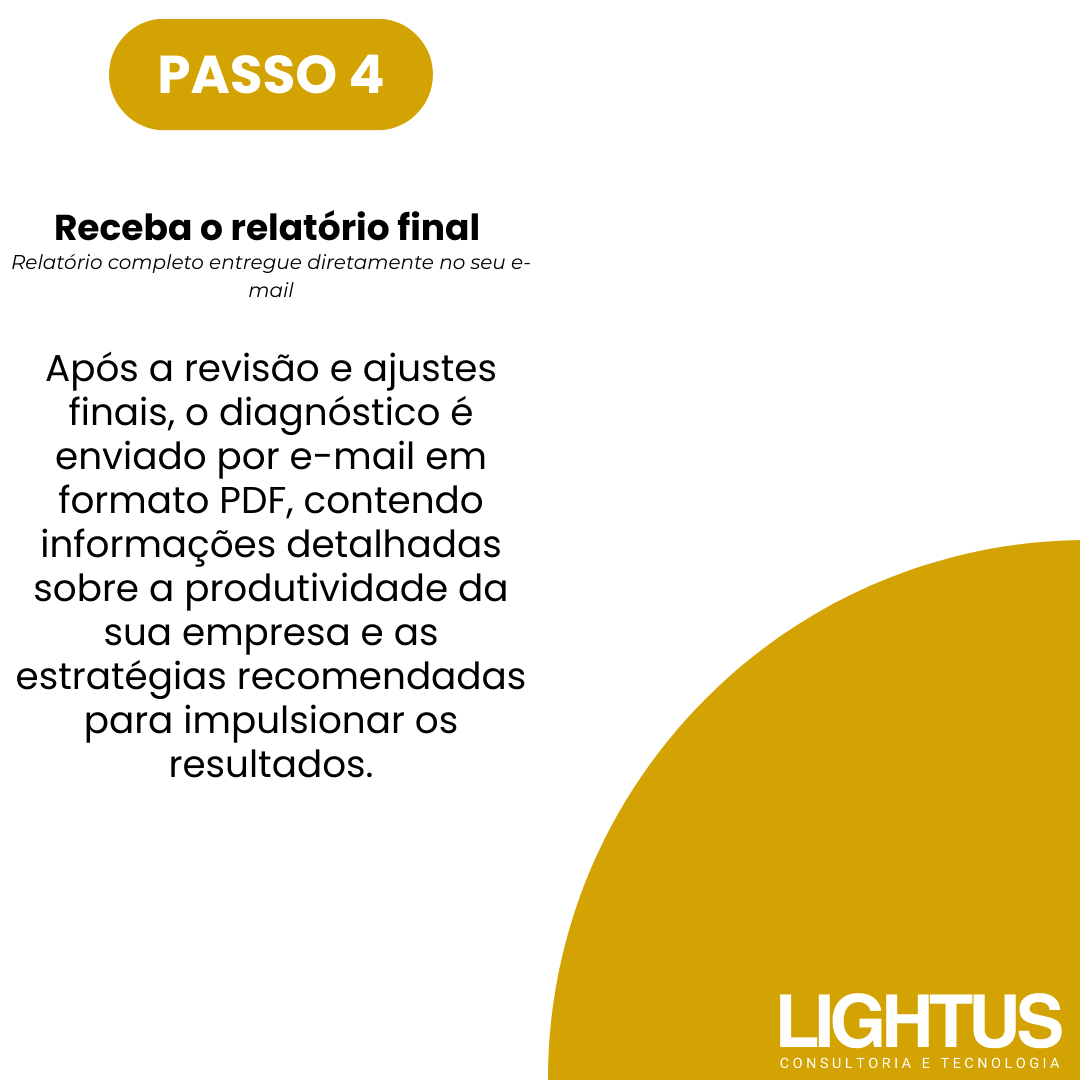 PASSO 4
Receba o relatório final
Relatório completo entregue diretamente no seu e-
mail
Após a revisão e ajustes
finais, o diagnóstico é
enviado por e-mail em
formato PDF, contendo
informações detalhadas
sobre a produtividade da
sua empresa e as
estratégias recomendadas
para impulsionar os
resultados.
LIGHTUS
CONSULTORIA E TECNOLOGIA